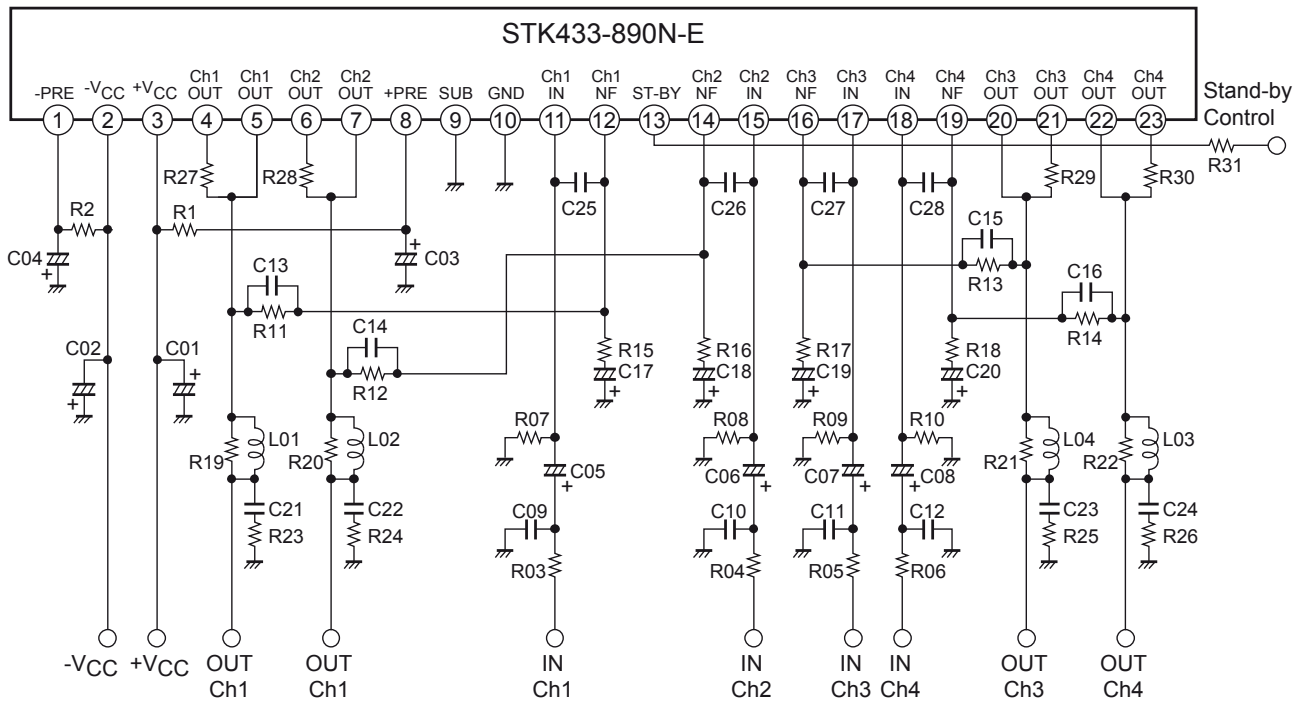 STK433-890N-E
-PRE -VCC +VCC Ch1 OUT Ch1 OUT Ch2 OUT Ch2 OUT +PRE SUB GND Ch1 IN Ch1 NF ST-BY Ch2 NF Ch2 IN Ch3 NF Ch3 IN Ch4 IN Ch4 NF Ch3 OUT Ch3 OUT Ch4 OUT Ch4 OUT
Stand-by
Control
1 2 3 4 5 6 7 8 9 10 11 12 13 14 15 16 17 18 19 20 21 22 23
R31
R27 R28 R29 R30
C25 C26 C27 C28
R2 R1 C15
C04 + + C03 R13
C13 C16
R11 R14
C02 C01 C14 R15 R16 R17 R18
+ + R12 C17 C18 C19 C20
+ + + +
R07 R08 R09 R10
R19 L01 R20 L02 R21 L04 R22 L03
C05 C06 C07 C08
+ + + +
C21 C22 C09 C10 C11 C12 C23 C24
R23 R24 R25 R26
R03 R04 R05 R06
-VCC +VCC OUT OUT IN IN IN IN OUT OUT
Ch1 Ch1 Ch1 Ch2 Ch3 Ch4 Ch3 Ch4